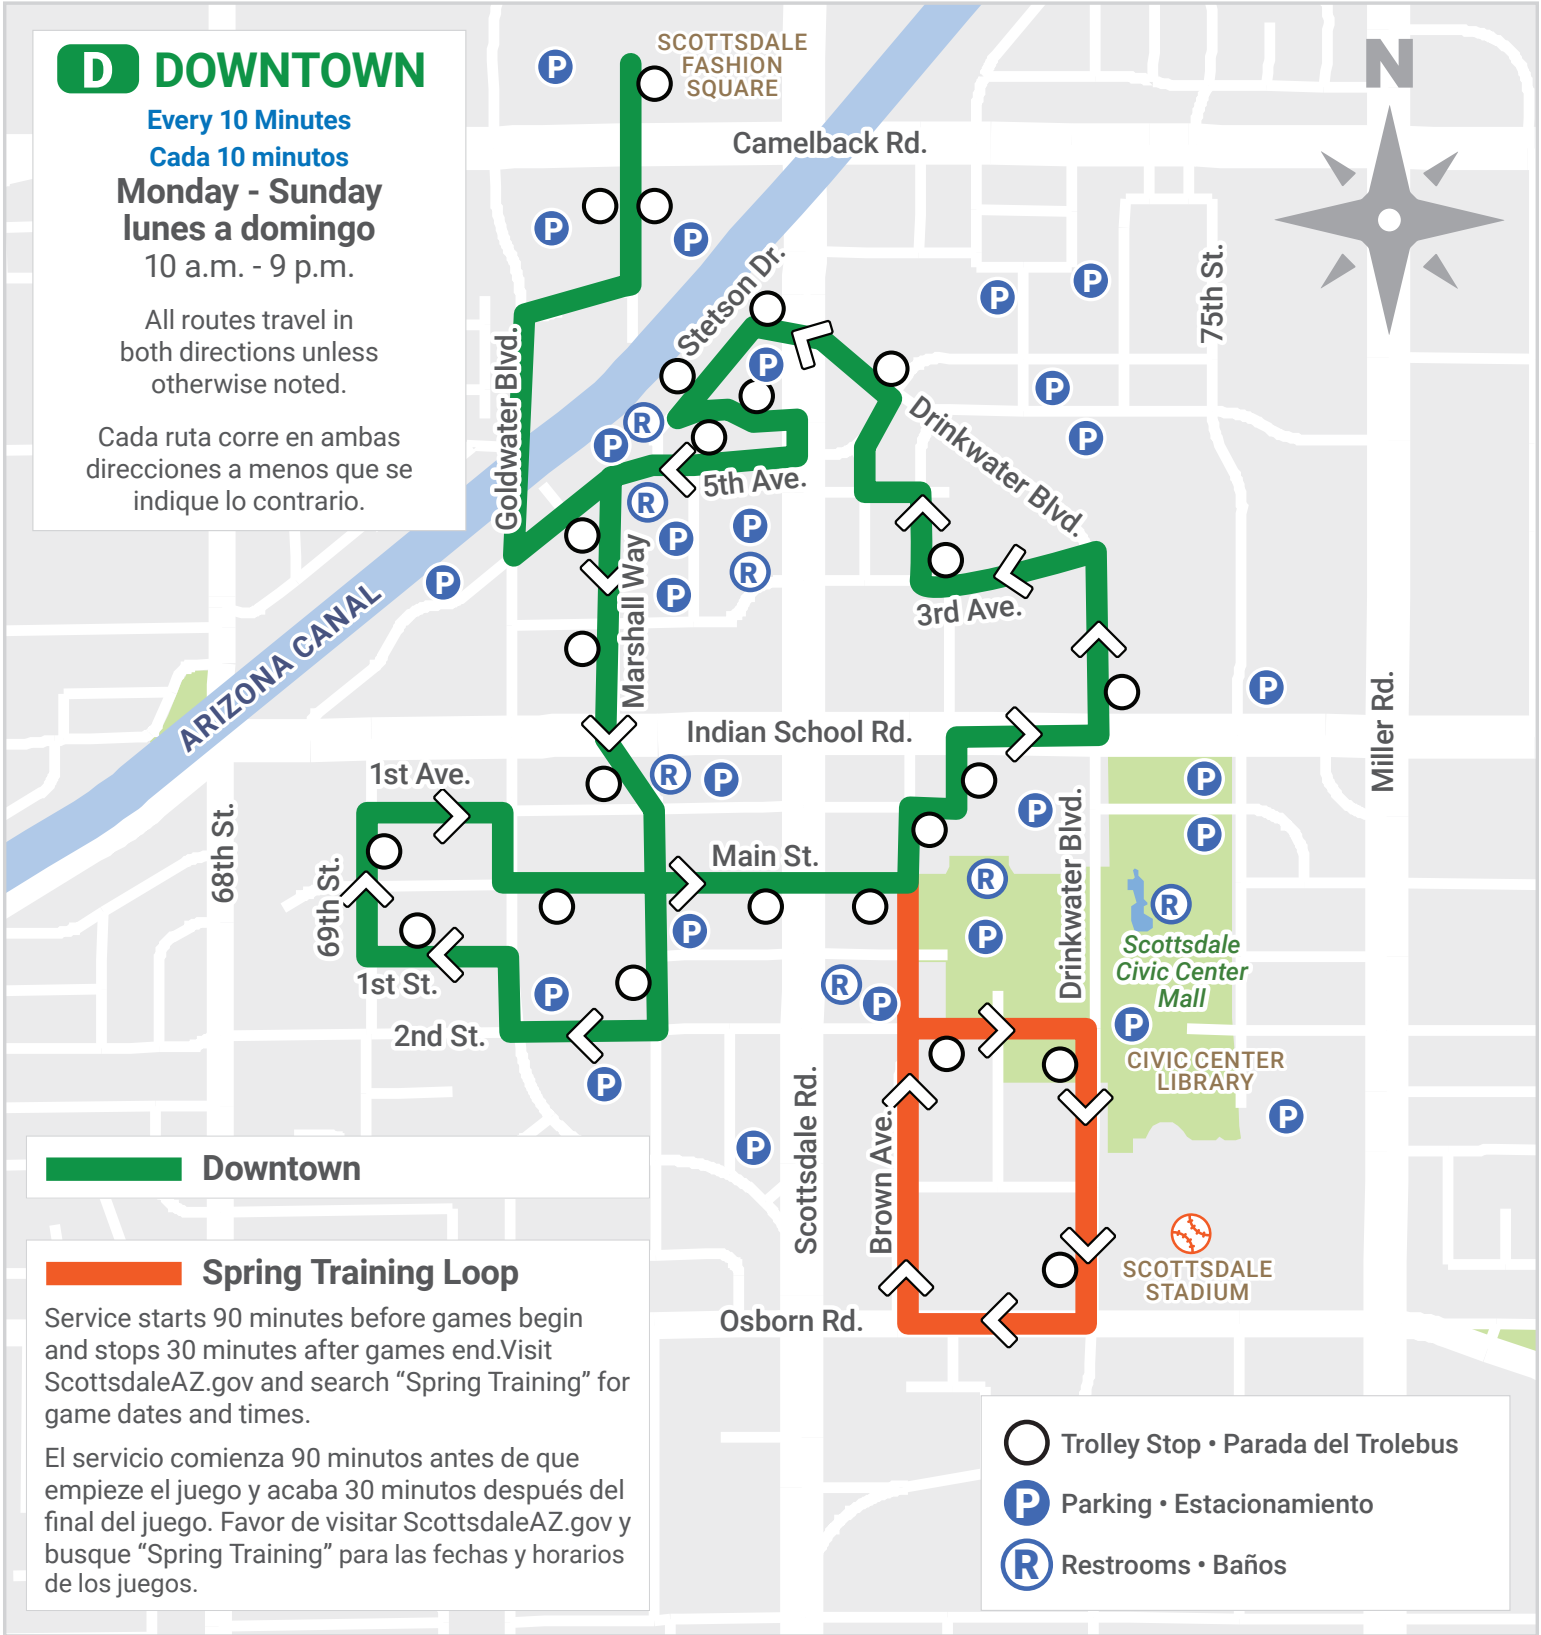 D DOWNTOWN
Every 10 Minutes
Cada 10 minutos
Monday - Sunday
lunes a domingo
10 a.m. - 9 p.m.
All routes travel in
both directions unless
otherwise noted.
Cada ruta corre en ambas
direcciones a menos que se
indique lo contrario.
P
SCOTTSDALE
FASHION
SQUARE
N
Camelback Rd.
P
P
Stetson Dr.
P
P
75th St.
Goldwater Blvd.
P
P
R
P
Drinkwater Blvd.
P
5th Ave.
R
P
P
R
P
P
Marshall Way
3rd Ave.
ARIZONA CANAL
P
Miller Rd.
Indian School Rd.
1st Ave.
R
P
P
P
P
68th St.
69th St.
Main St.
Drinkwater Blvd.
R
R
P
P
Scottsdale
Civic Center
Mall
1st St.
P
R
P
P
2nd St.
P
CIVIC CENTER
LIBRARY
P
P
Scottsdale Rd.
Brown Ave.
SCOTTSDALE
STADIUM
Osborn Rd.
Downtown
Spring Training Loop
Service starts 90 minutes before games begin
and stops 30 minutes after games end.Visit
ScottsdaleAZ.gov and search “Spring Training” for
game dates and times.
El servicio comienza 90 minutos antes de que
empieze el juego y acaba 30 minutos después del
final del juego. Favor de visitar ScottsdaleAZ.gov y
busque “Spring Training” para las fechas y horarios
de los juegos.
Trolley Stop • Parada del Trolebus
P Parking • Estacionamiento
R Restrooms • Baños